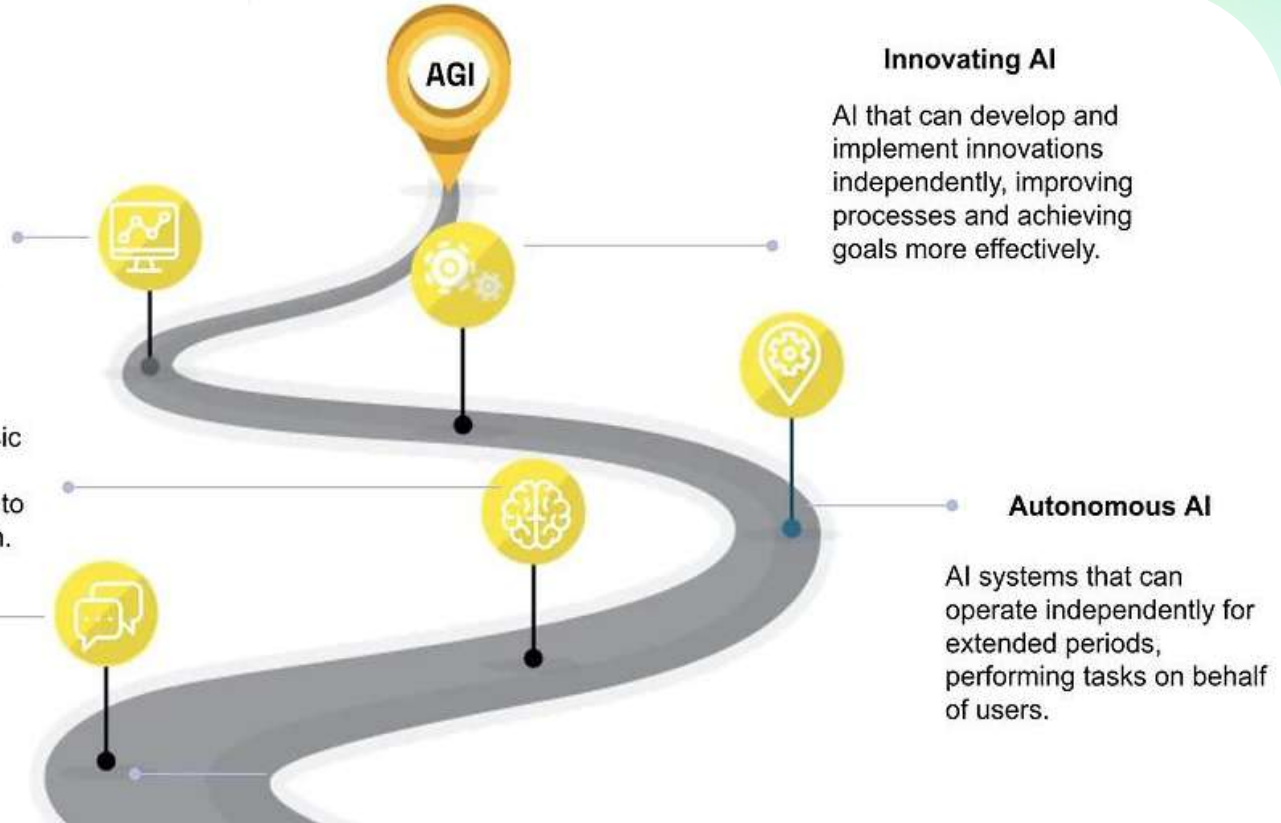 AGI
Innovating AI
AI that can develop and
implement innovations
independently, improving
processes and achieving
goals more effectively.
to
Autonomous AI
AI systems that can
operate independently for
extended periods,
performing tasks on behalf
of users.